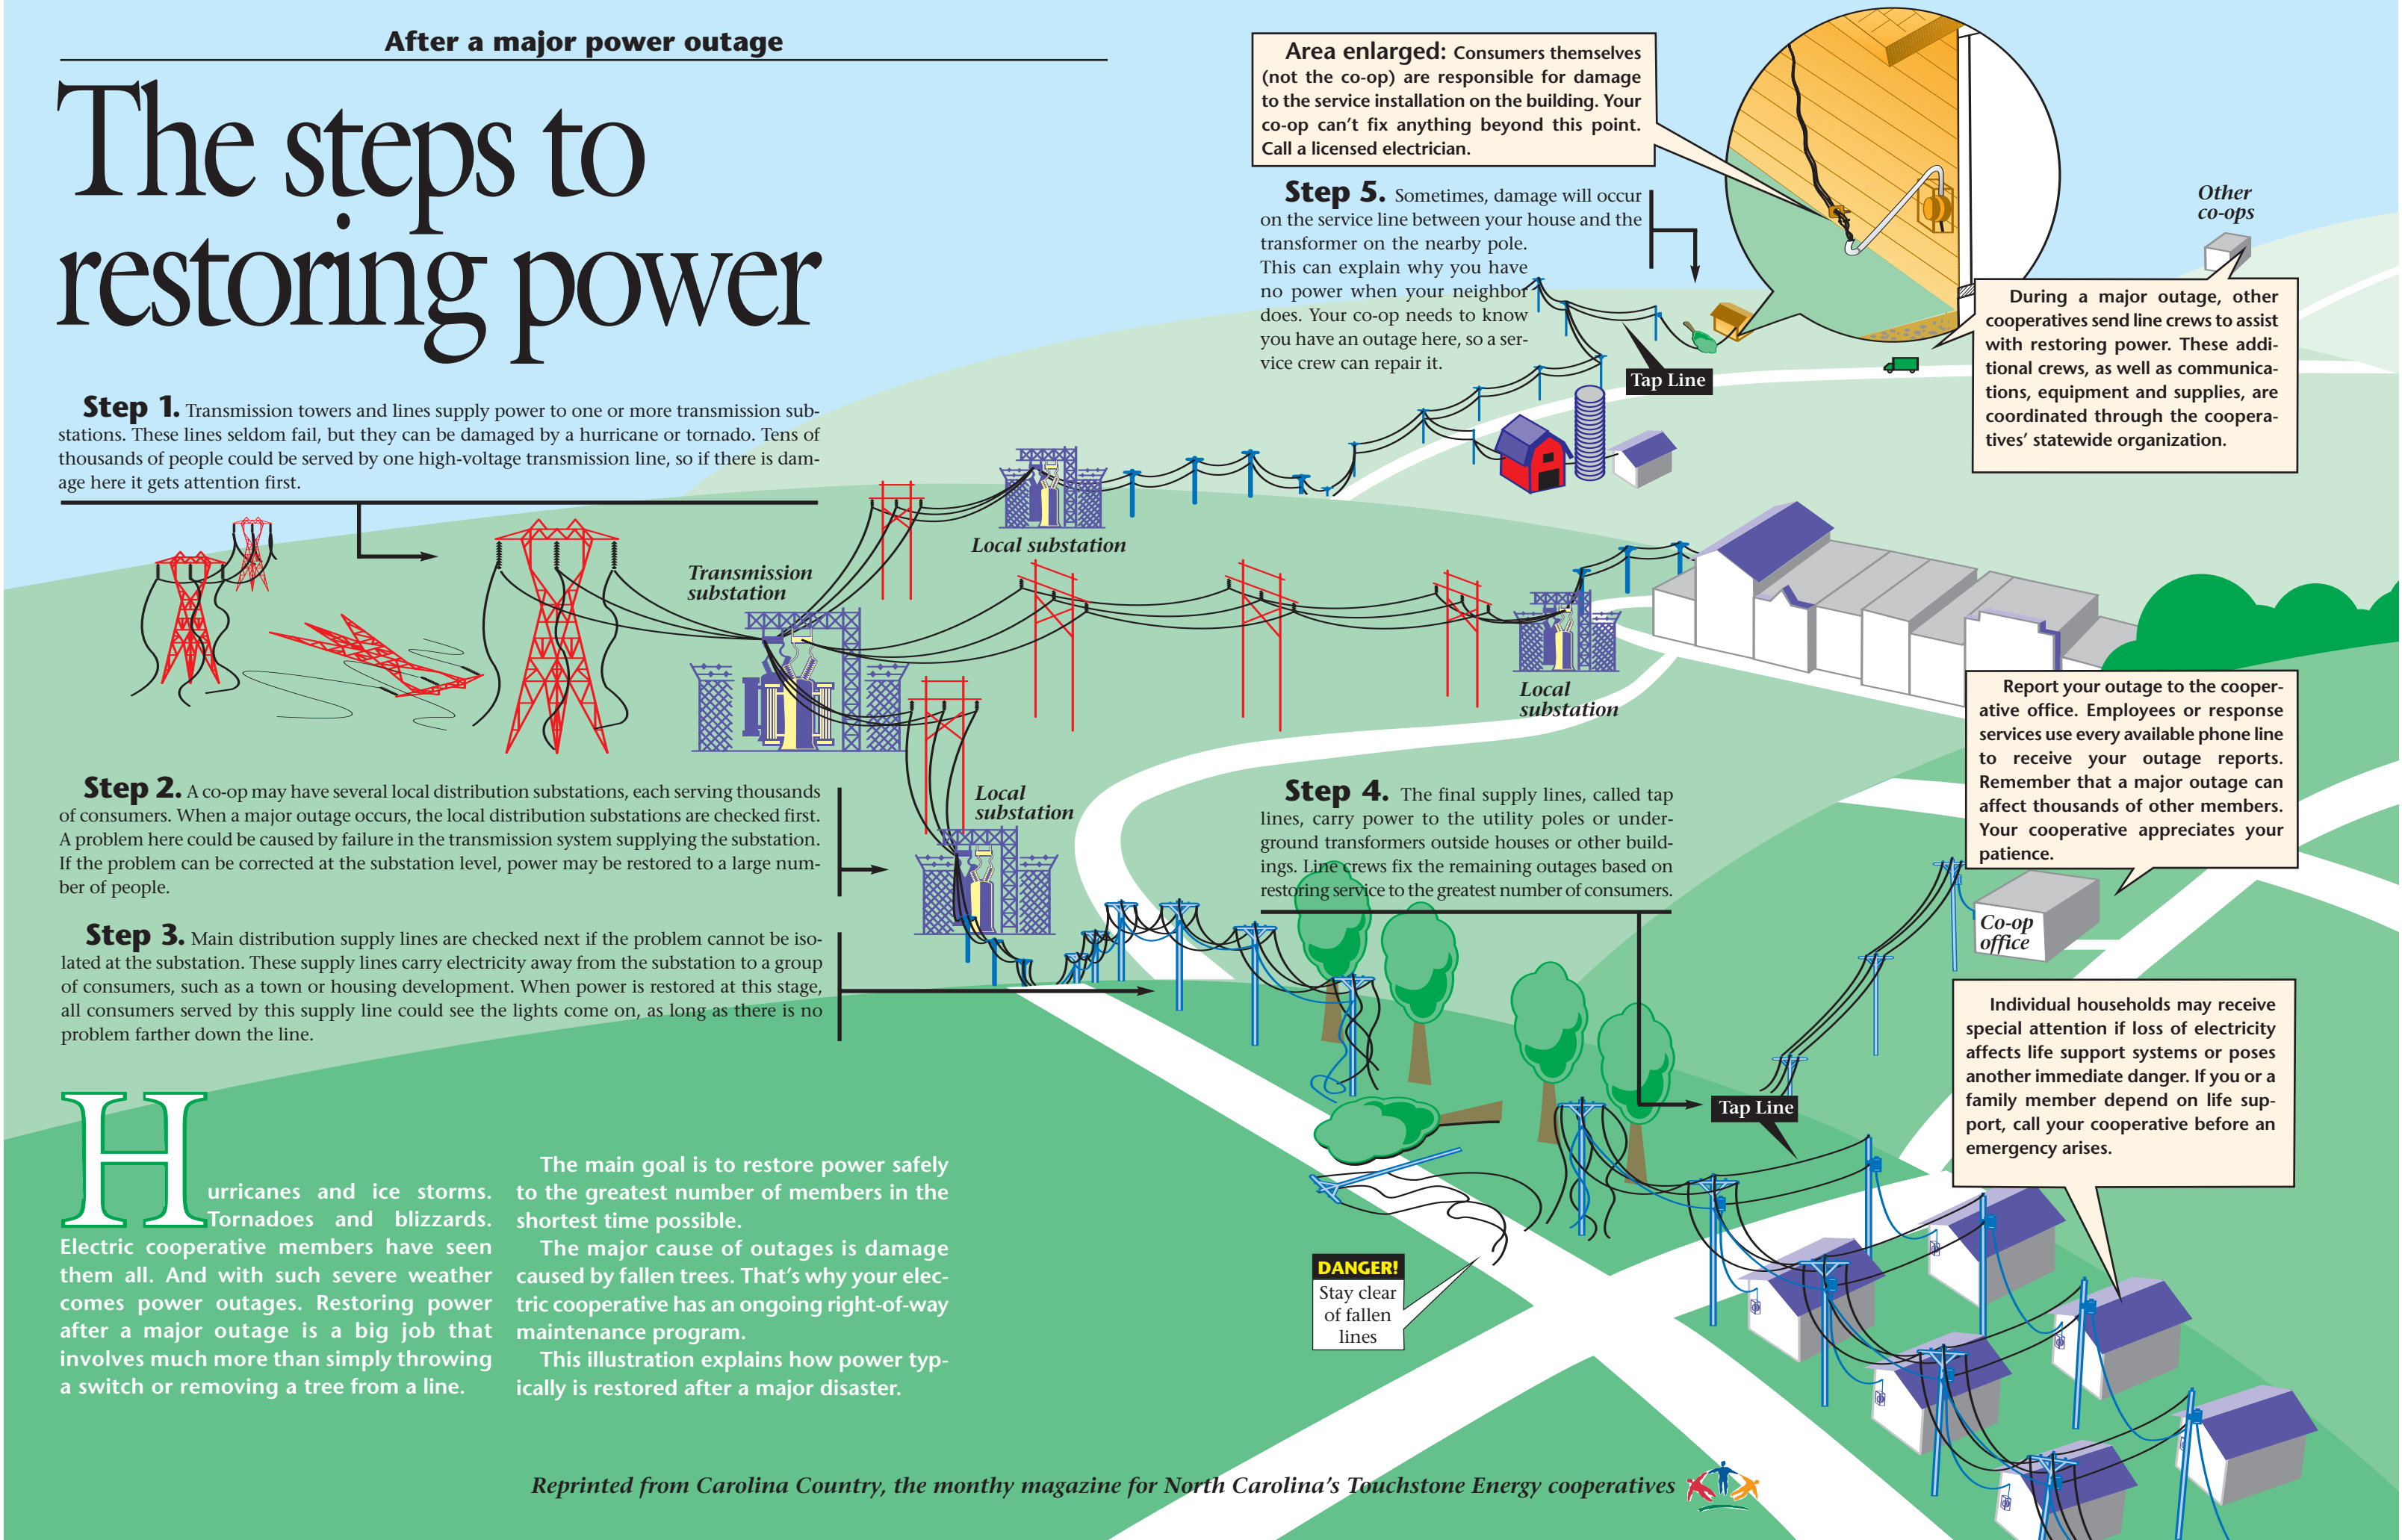 After a major power outage
The steps to
restoring power
Step 1. Transmission towers and lines supply power to one or more transmission sub-
stations. These lines seldom fail, but they can be damaged by a hurricane or tornado. Tens of
thousands of people could be served by one high-voltage transmission line, so if there is dam-
age here it gets attention first.
Transmission
substation
Local substation
Local
substation
Local
substation
Step 2. A co-op may have several local distribution substations, each serving thousands
of consumers. When a major outage occurs, the local distribution substations are checked first.
A problem here could be caused by failure in the transmission system supplying the substation.
If the problem can be corrected at the substation level, power may be restored to a large num-
ber of people.
Step 3. Main distribution supply lines are checked next if the problem cannot be iso-
lated at the substation. These supply lines carry electricity away from the substation to a group
of consumers, such as a town or housing development. When power is restored at this stage,
all consumers served by this supply line could see the lights come on, as long as there is no
problem farther down the line.
Step 4. The final supply lines, called tap
lines, carry power to the utility poles or under-
ground transformers outside houses or other build-
ings. Line crews fix the remaining outages based on
restoring service to the greatest number of consumers.
Tap Line
Step 5. Sometimes, damage will occur
on the service line between your house and the
transformer on the nearby pole.
This can explain why you have
no power when your neighbor
does. Your co-op needs to know
you have an outage here, so a ser-
vice crew can repair it.
Tap Line
Area enlarged: Consumers themselves
(not the co-op) are responsible for damage
to the service installation on the building. Your
co-op can't fix anything beyond this point.
Call a licensed electrician.
Other
co-ops
During a major outage, other
cooperatives send line crews to assist
with restoring power. These addi-
tional crews, as well as communica-
tions, equipment and supplies, are
coordinated through the coopera-
tives' statewide organization.
Report your outage to the cooper-
ative office. Employees or response
services use every available phone line
to receive your outage reports.
Remember that a major outage can
affect thousands of other members.
Your cooperative appreciates your
patience.
Co-op
office
Individual households may receive
special attention if loss of electricity
affects life support systems or poses
another immediate danger. If you or a
family member depend on life sup-
port, call your cooperative before an
emergency arises.
DANGER!
Stay clear
of fallen
lines
Hurricanes and ice storms.
Tornadoes and blizzards.
Electric cooperative members have seen
them all. And with such severe weather
comes power outages. Restoring power
after a major outage is a big job that
involves much more than simply throwing
a switch or removing a tree from a line.
The main goal is to restore power safely
to the greatest number of members in the
shortest time possible.
The major cause of outages is damage
caused by fallen trees. That's why your elec-
tric cooperative has an ongoing right-of-way
maintenance program.
This illustration explains how power typ-
ically is restored after a major disaster.
Reprinted from Carolina Country, the monthy magazine for North Carolina's Touchstone Energy cooperatives